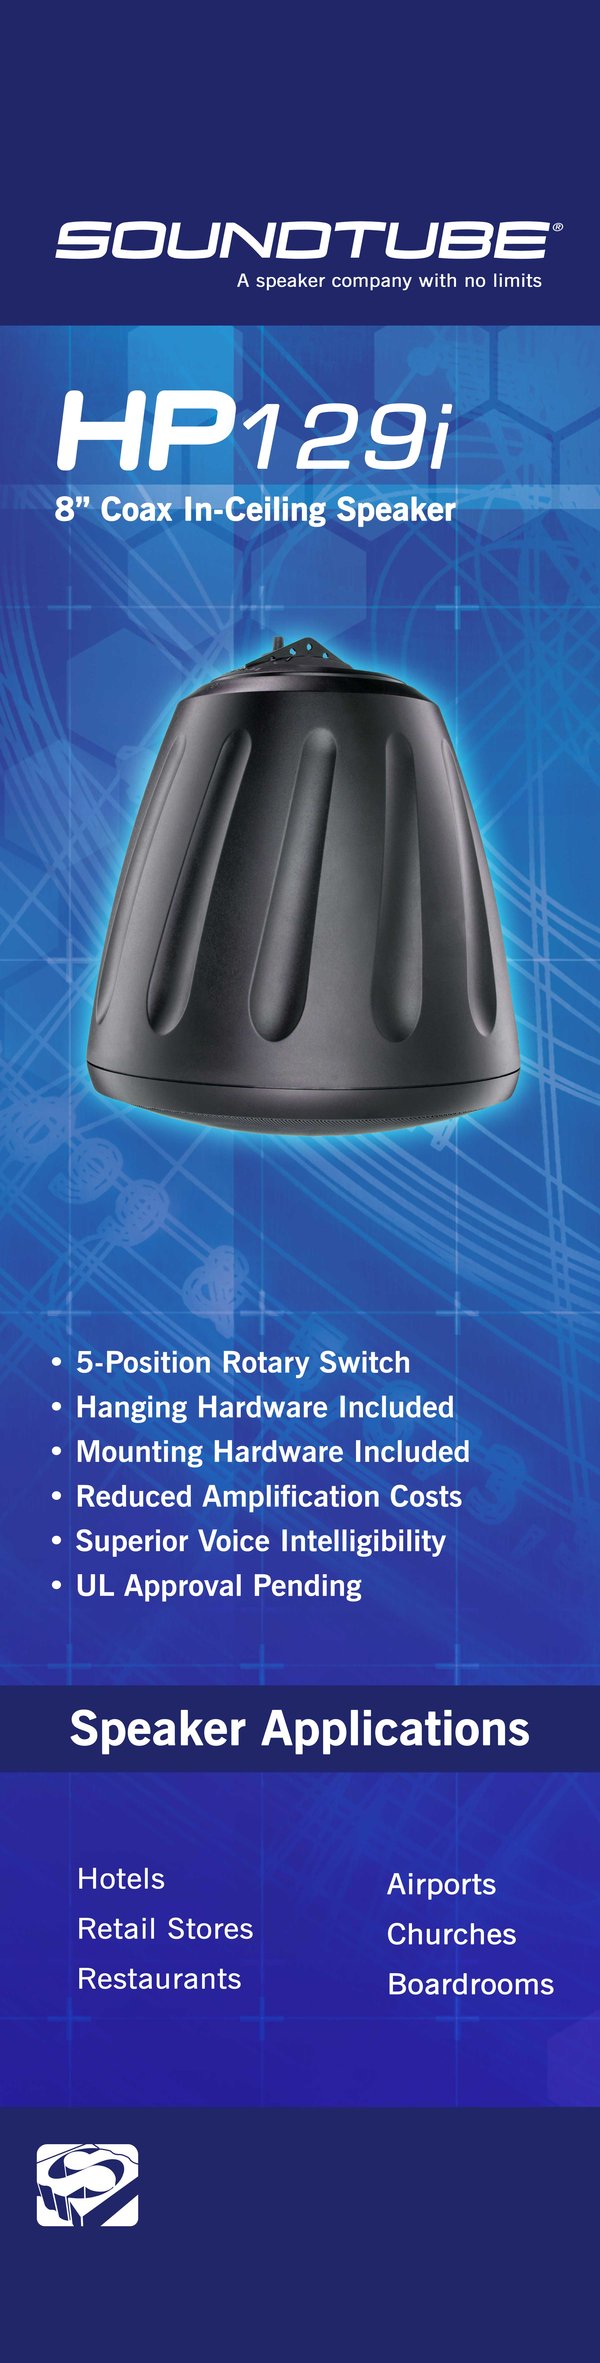 SOUNDTUBE®
A speaker company with no limits
HP129i
8” Coax In-Ceiling Speaker
• 5-Position Rotary Switch
• Hanging Hardware Included
• Mounting Hardware Included
• Reduced Amplification Costs
• Superior Voice Intelligibility
• UL Approval Pending
Speaker Applications
Hotels
Retail Stores
Restaurants
Airports
Churches
Boardrooms